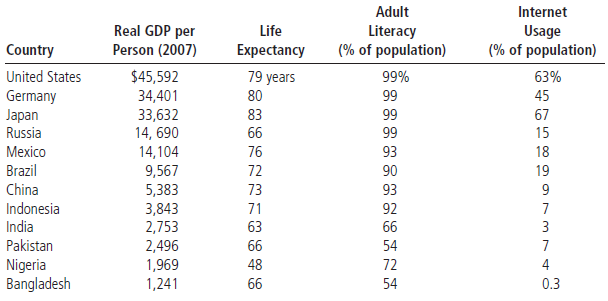 Adult Internet
Real GDP per Life Literacy Usage
Country Person (2007) Expectancy (% of population) (% of population)
United States $45,592 79 years 99% 63%
Germany 34,401 80 99 45
Japan 33,632 83 99 67
Russia 14, 690 66 99 15
Mexico 14,104 76 93 18
Brazil 9,567 72 90 19
China 5,383 73 93 9
Indonesia 3,843 71 92 7
India 2,753 63 66 3
Pakistan 2,496 66 54 7
Nigeria 1,969 48 72 4
Bangladesh 1,241 66 54 0.3